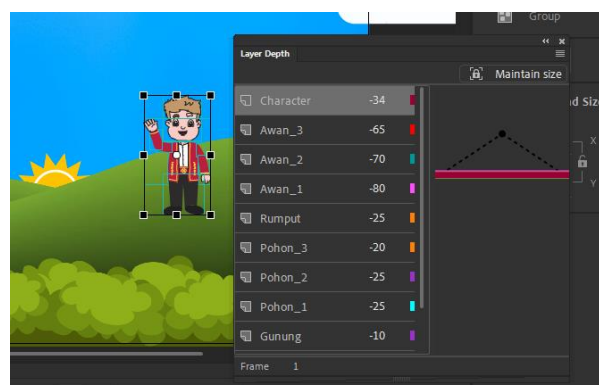 Group
Layer Depth
Maintain size
Character -34
Awan_3 -65
Awan_2 -70
Awan_1 -80
Rumput -25
Pohon_3 -20
Pohon_2 -25
Pohon_1 -25
Gunung -10
Frame 1
X
Y